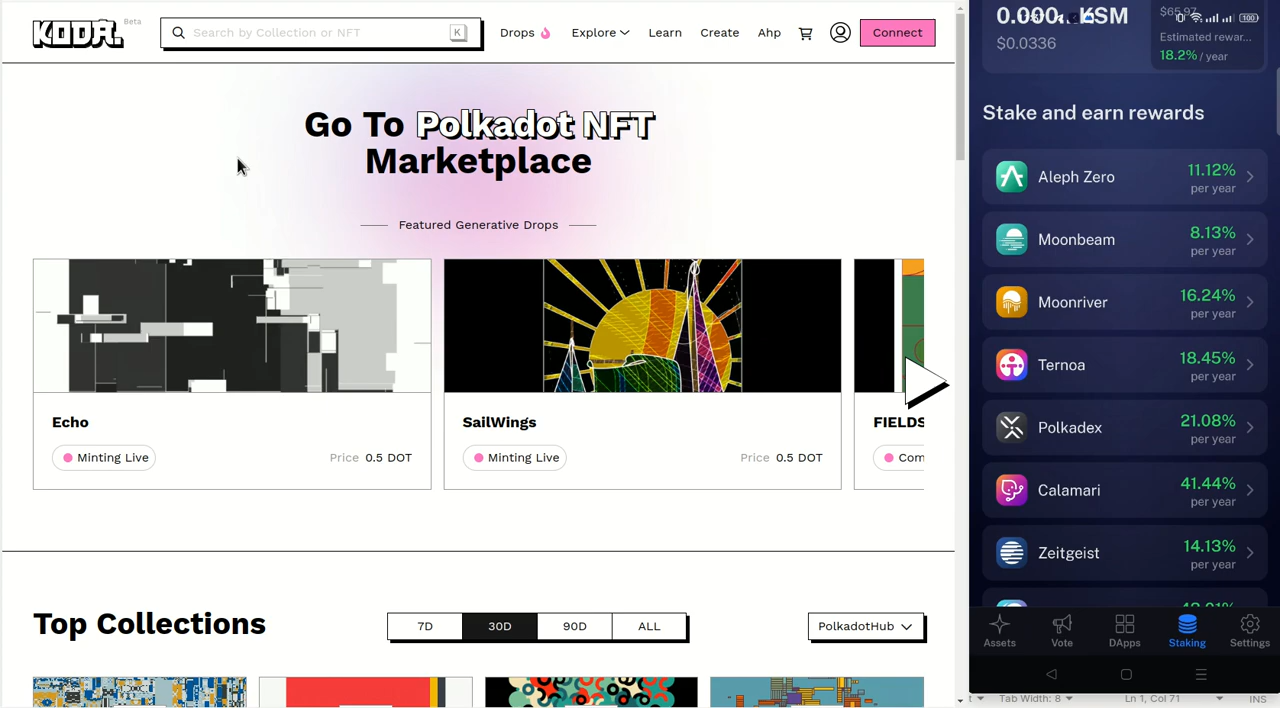 KODA.
Beta
Search by Collection or NFT
K
Drops
Explore
Learn
Create
Ahp
Connect
Go To Polkadot NFT
Marketplace
Featured Generative Drops
Echo
Minting Live
Price 0.5 DOT
SailWings
Minting Live
Price 0.5 DOT
FIELDS
Com
Top Collections
7D
30D
90D
ALL
PolkadotHub
KSM
$0.0336
$65.97
Estimated rewar...
18.2% / year
100
Stake and earn rewards
Aleph Zero
11.12%
per year
Moonbeam
8.13%
per year
Moonriver
16.24%
per year
Ternoa
18.45%
per year
Polkadex
21.08%
per year
Calamari
41.44%
per year
Zeitgeist
14.13%
per year
Assets
Vote
DApps
Staking
Settings
Tab Width: 8
Ln 1, Col 71
INS